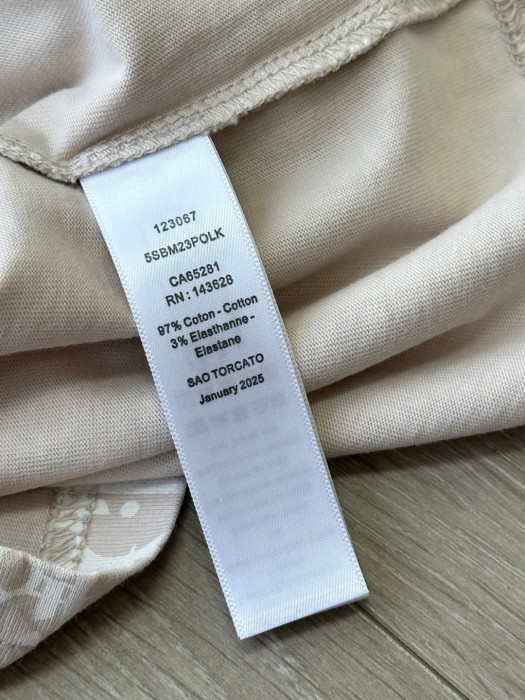 123067
5SBM23POLK
CA65281
RN : 143628
97% Coton - Cotton
3% Elasthanne -
Elastane
SAO TORCATO
January 2025